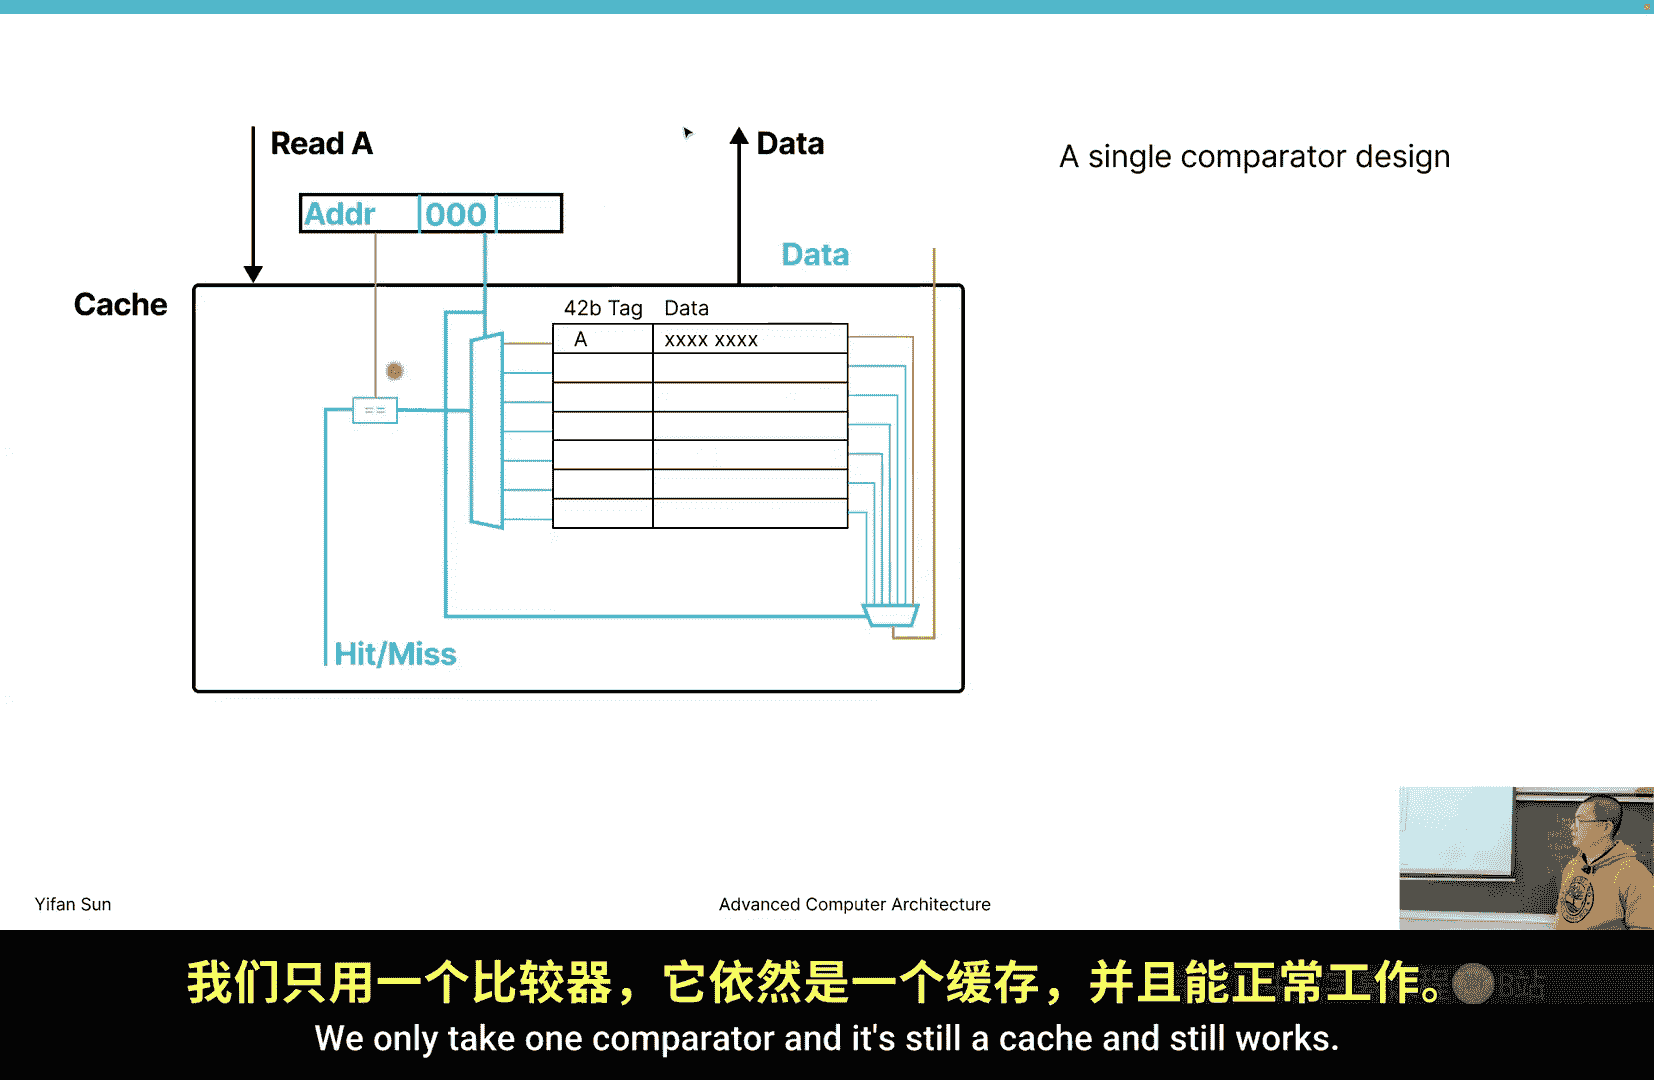 Read A
Data
A single comparator design
Addr 000
Data
Cache
42b Tag Data
A xxxx xxxx
==
Hit/Miss
Yifan Sun
Advanced Computer Architecture
我们只用一个比较器，它依然是一个缓存，并且能正常工作。
B站
We only take one comparator and it's still a cache and still works.